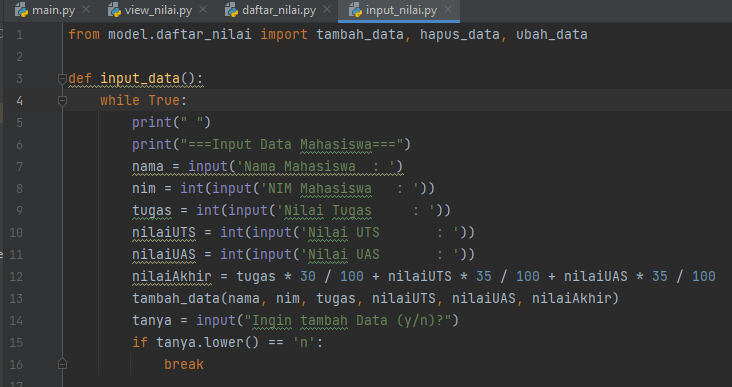 main.py view_nilai.py daftar_nilai.py input_nilai.py
1 from model.daftar_nilai import tambah_data, hapus_data, ubah_data
2
3 def input_data():
4     while True:
5         print(" ")
6         print("===Input Data Mahasiswa===")
7         nama = input('Nama Mahasiswa  : ')
8         nim = int(input('NIM Mahasiswa   : '))
9         tugas = int(input('Nilai Tugas     : '))
10         nilaiUTS = int(input('Nilai UTS       : '))
11         nilaiUAS = int(input('Nilai UAS       : '))
12         nilaiAkhir = tugas * 30 / 100 + nilaiUTS * 35 / 100 + nilaiUAS * 35 / 100
13         tambah_data(nama, nim, tugas, nilaiUTS, nilaiUAS, nilaiAkhir)
14         tanya = input("Ingin tambah Data (y/n)?")
15         if tanya.lower() == 'n':
16             break
17